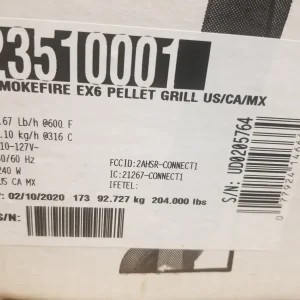 23510001
MOKEFIRE EX6 PELLET GRILL US/CA/MX
.67 Lb/h @600 F
.10 kg/h @316 C
10-127V~
0/60 Hz
240 W
US CA MX
FCCID:2AHSR-CONNECT1
IC:21267-CONNECT1
IFETEL:
: 02/10/2020 173 92.727 kg 204.000 lbs
S/N:
S/N: UD0205764